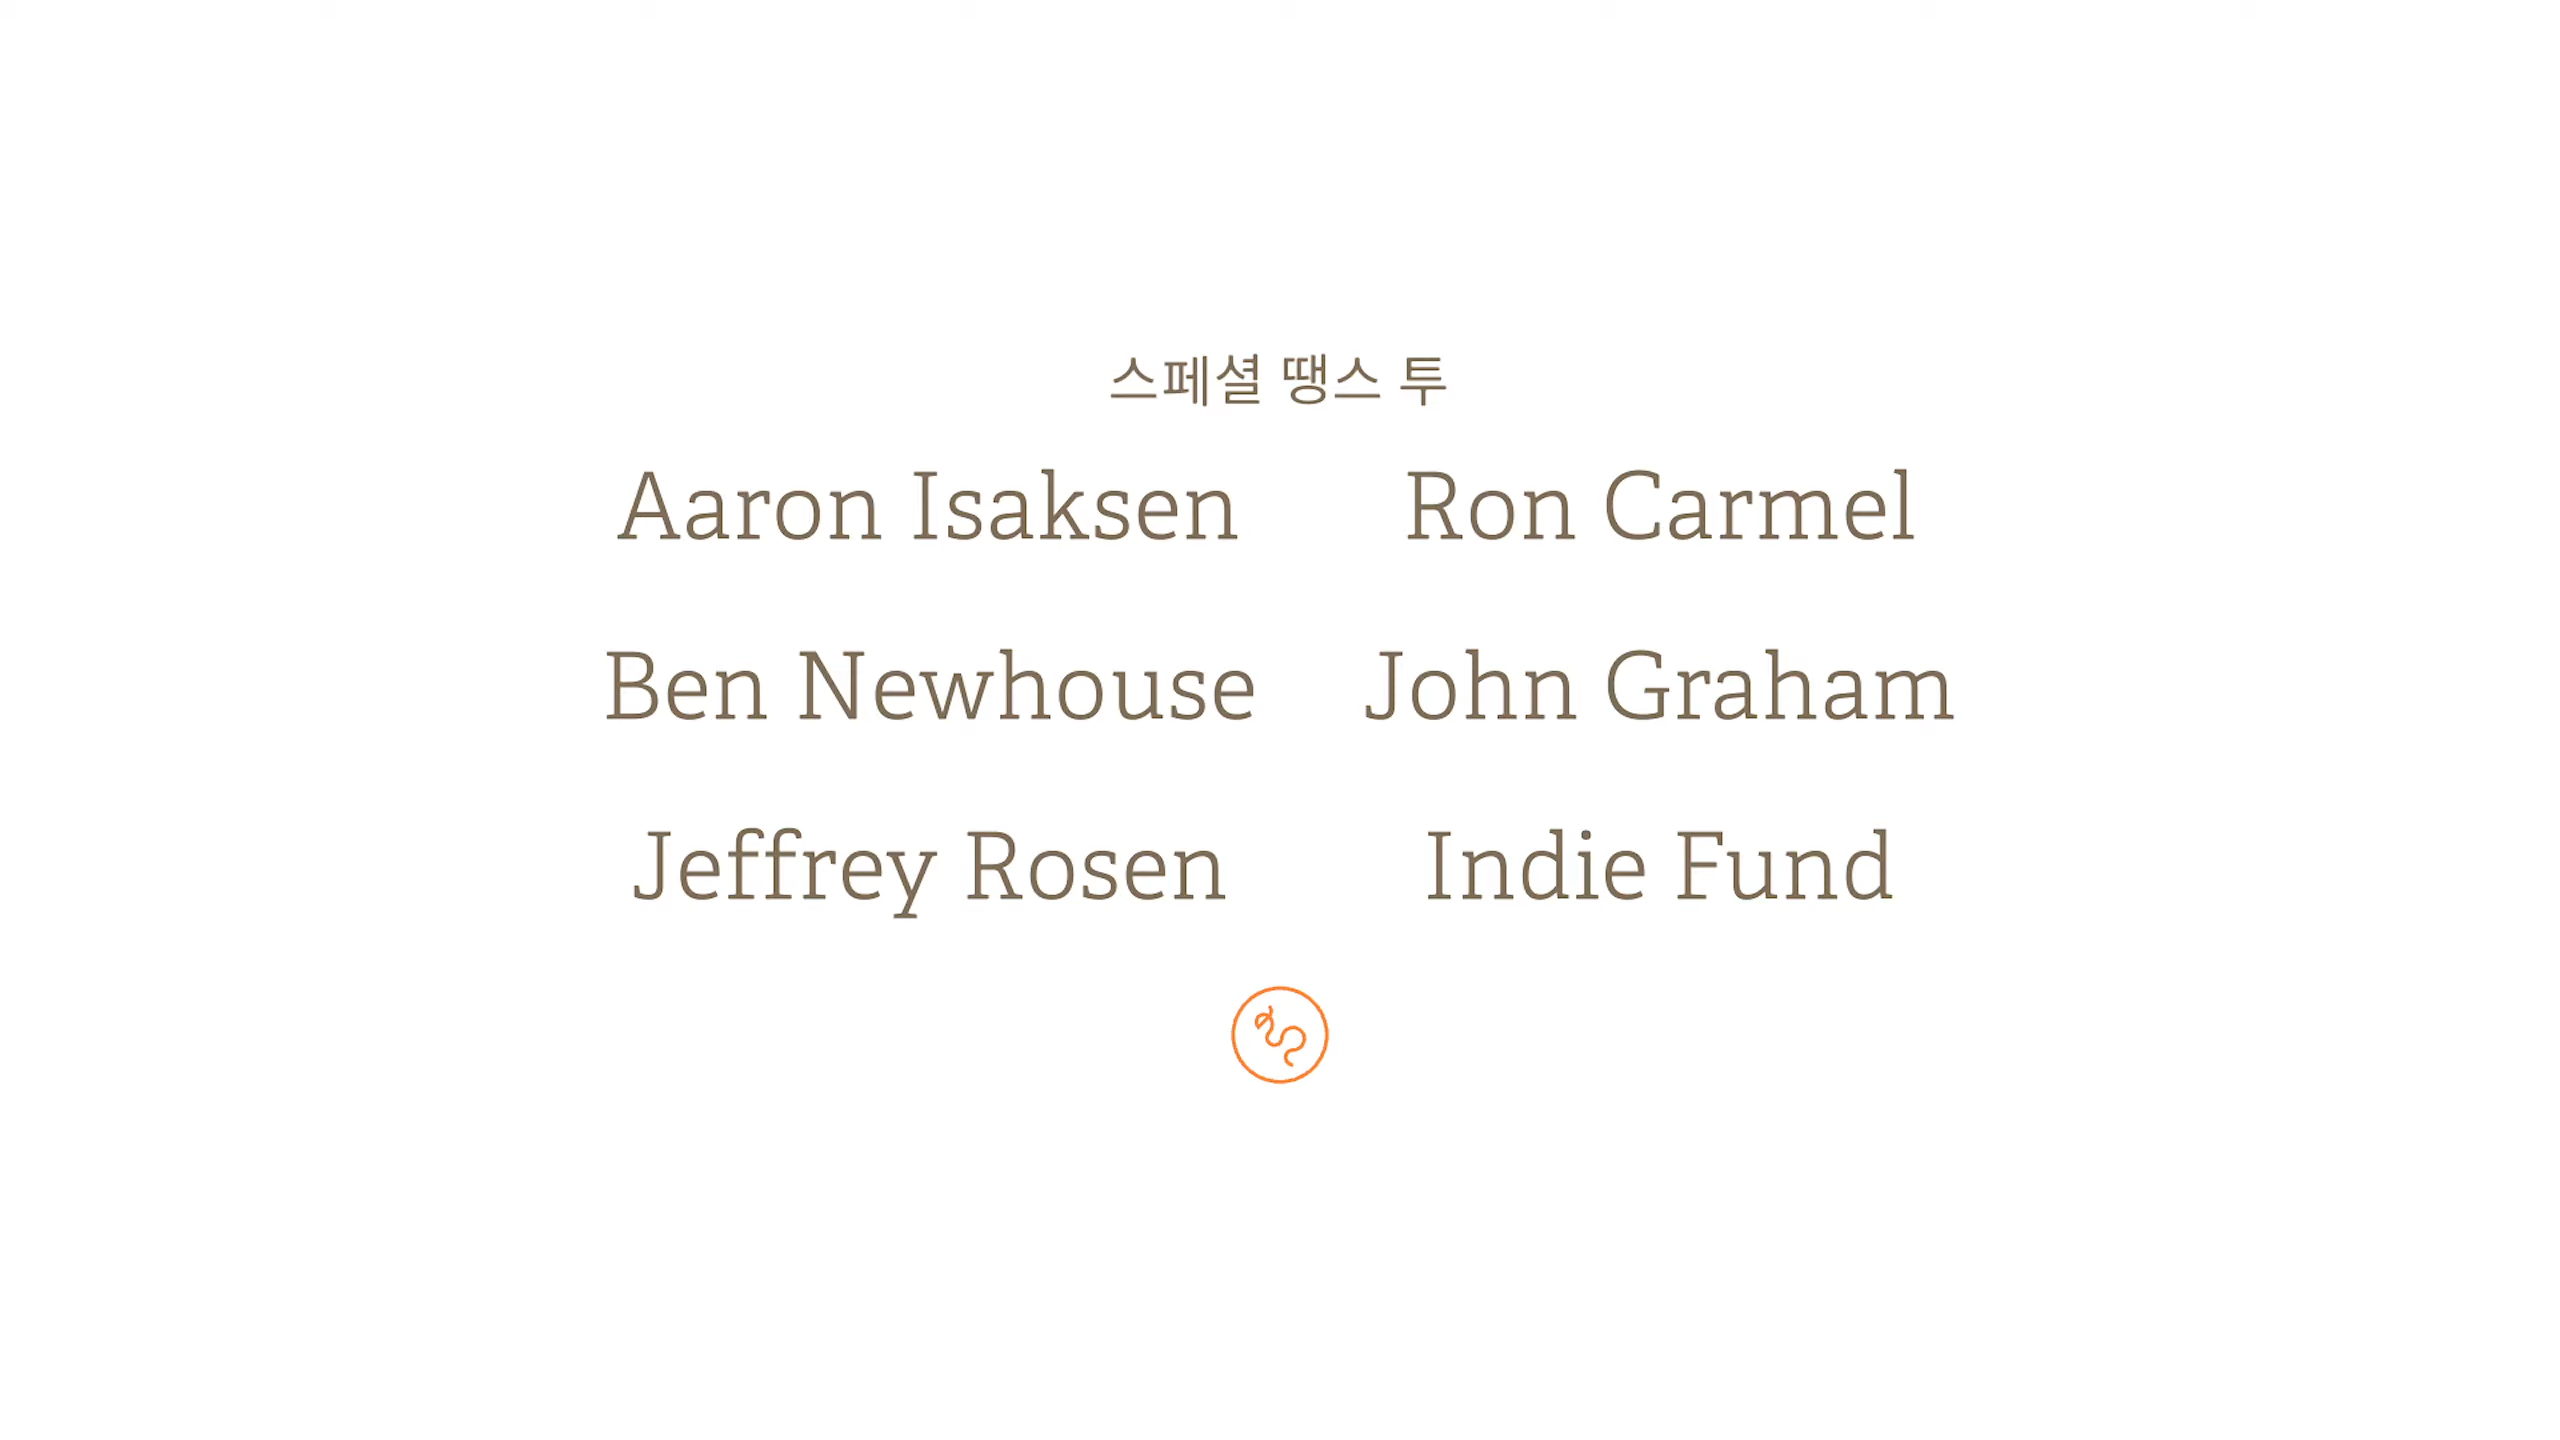 스페셜 땡스 투
Aaron Isaksen Ron Carmel
Ben Newhouse John Graham
Jeffrey Rosen Indie Fund